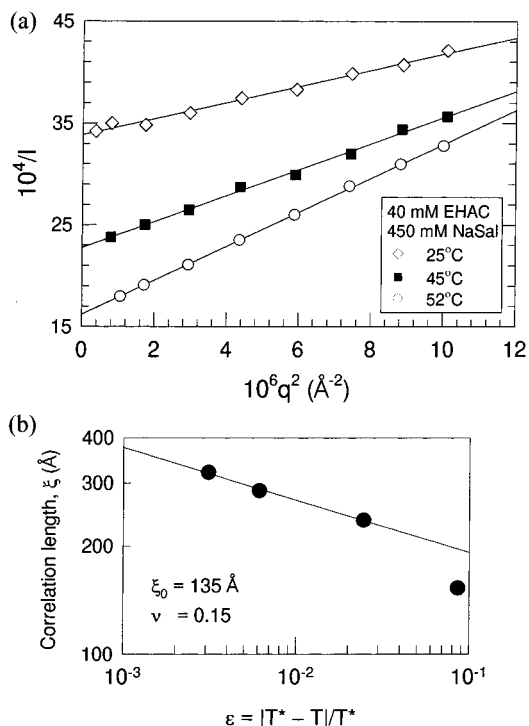 (a)
45
35
25
15
10⁴/I
40 mM EHAC
450 mM NaSal
25°C
45°C
52°C
0 2 4 6 8 10 12
10⁶q² (Å⁻²)
(b)
400
300
200
100
Correlation length, ξ (Å)
ξ₀ = 135 Å
ν = 0.15
10⁻³ 10⁻² 10⁻¹
ε = |T* − T|/T*